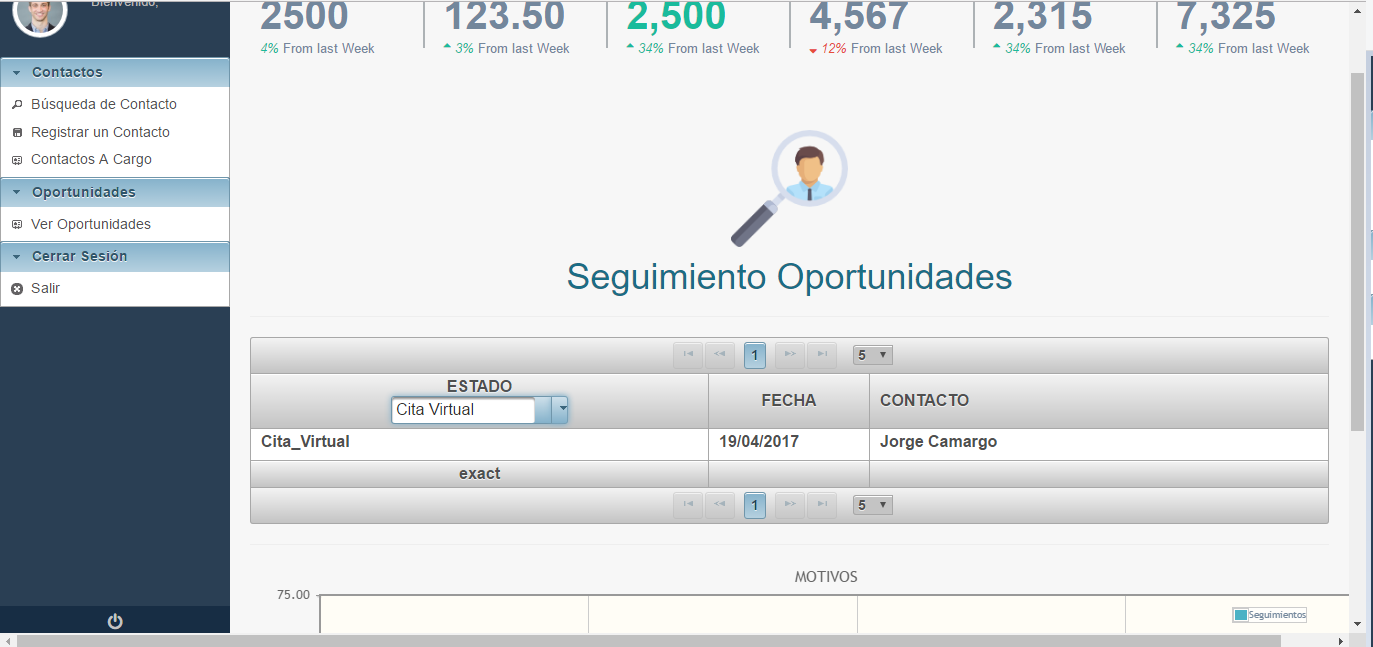 Bienvenido,
2500
4% From last Week
123.50
3% From last Week
2,500
34% From last Week
4,567
12% From last Week
2,315
34% From last Week
7,325
34% From last Week
Contactos
Búsqueda de Contacto
Registrar un Contacto
Contactos A Cargo
Oportunidades
Ver Oportunidades
Cerrar Sesión
Salir
Seguimiento Oportunidades
1 5
ESTADO
Cita Virtual
FECHA
CONTACTO
Cita_Virtual 19/04/2017 Jorge Camargo
exact
1 5
MOTIVOS
75.00
Seguimientos